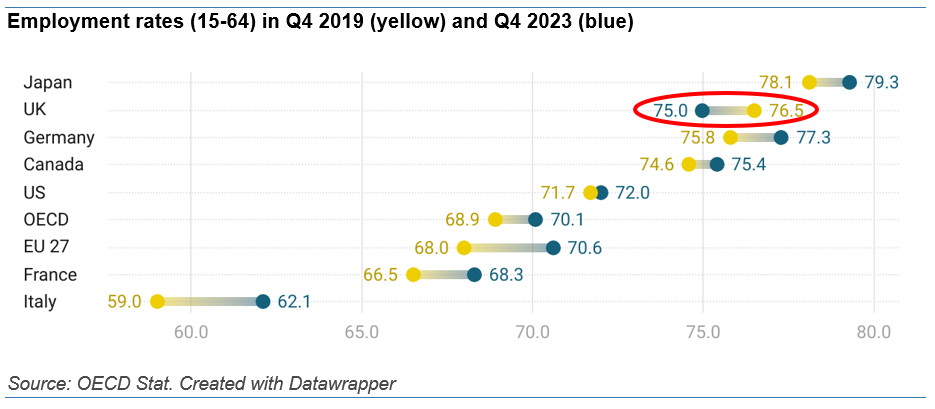 Employment rates (15-64) in Q4 2019 (yellow) and Q4 2023 (blue)
Japan 78.1 79.3
UK 75.0 76.5
Germany 75.8 77.3
Canada 74.6 75.4
US 71.7 72.0
OECD 68.9 70.1
EU 27 68.0 70.6
France 66.5 68.3
Italy 59.0 62.1
60.0 65.0 70.0 75.0 80.0
Source: OECD Stat. Created with Datawrapper